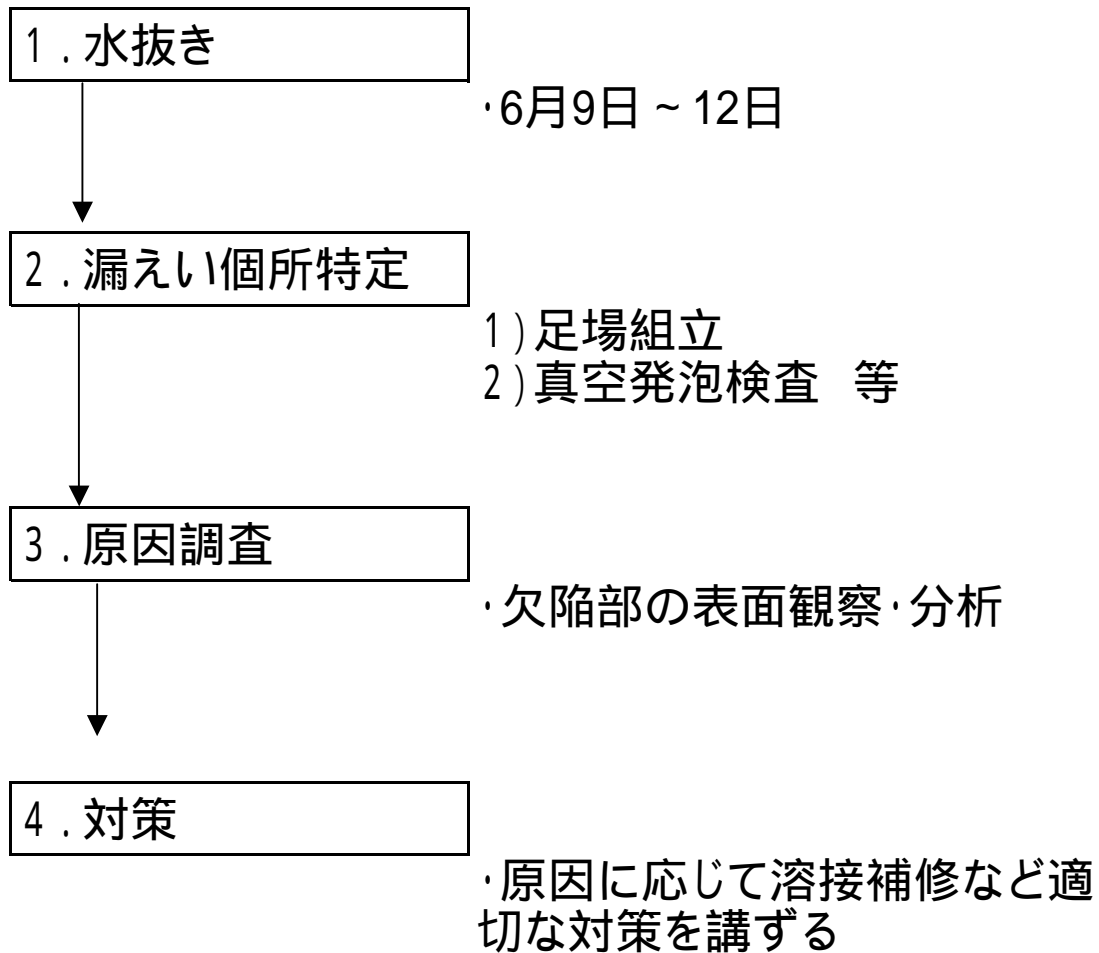 1.水抜き
・6月9日~12日
2.漏えい個所特定
1)足場組立
2)真空発泡検査 等
3.原因調査
・欠陥部の表面観察・分析
4.対策
・原因に応じて溶接補修など適
切な対策を講ずる